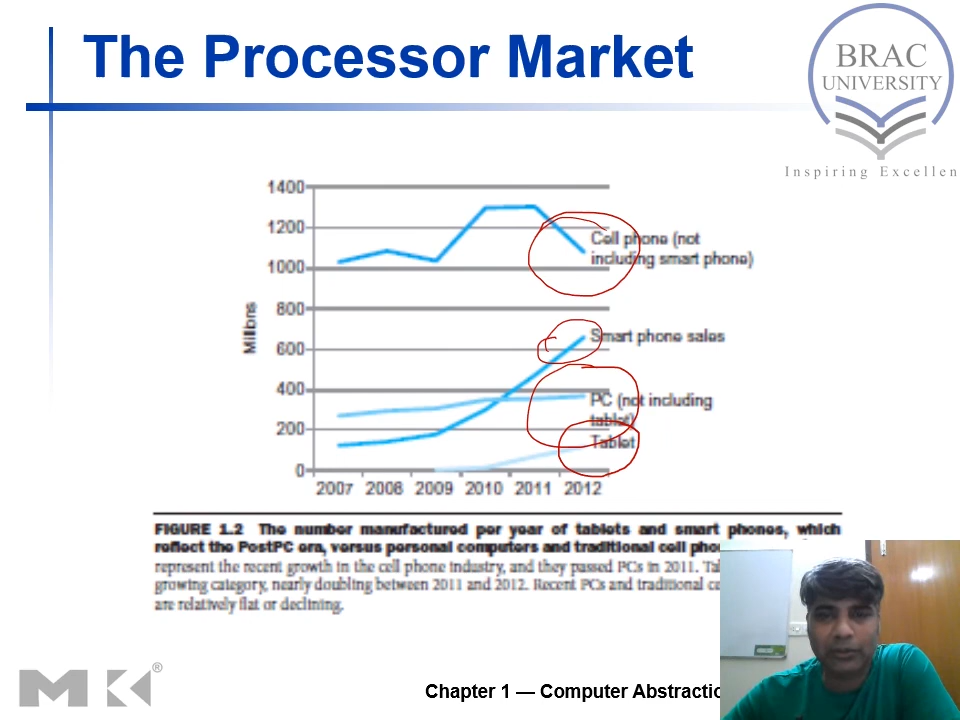 The Processor Market
BRAC
UNIVERSITY
Inspiring Excellen
1400
1200
1000
800
600
400
200
0
Millions
Cell phone (not
including smart phone)
Smart phone sales
PC (not including
tablet)
Tablet
2007 2008 2009 2010 2011 2012
FIGURE 1.2 The number manufactured per year of tablets and smart phones, which
reflect the PostPC era, versus personal computers and traditional cell pho
represent the recent growth in the cell phone industry, and they passed PCs in 2011. Ta
growing category, nearly doubling between 2011 and 2012. Recent PCs and traditional c
are relatively flat or declining.
MK®
Chapter 1 — Computer Abstractio